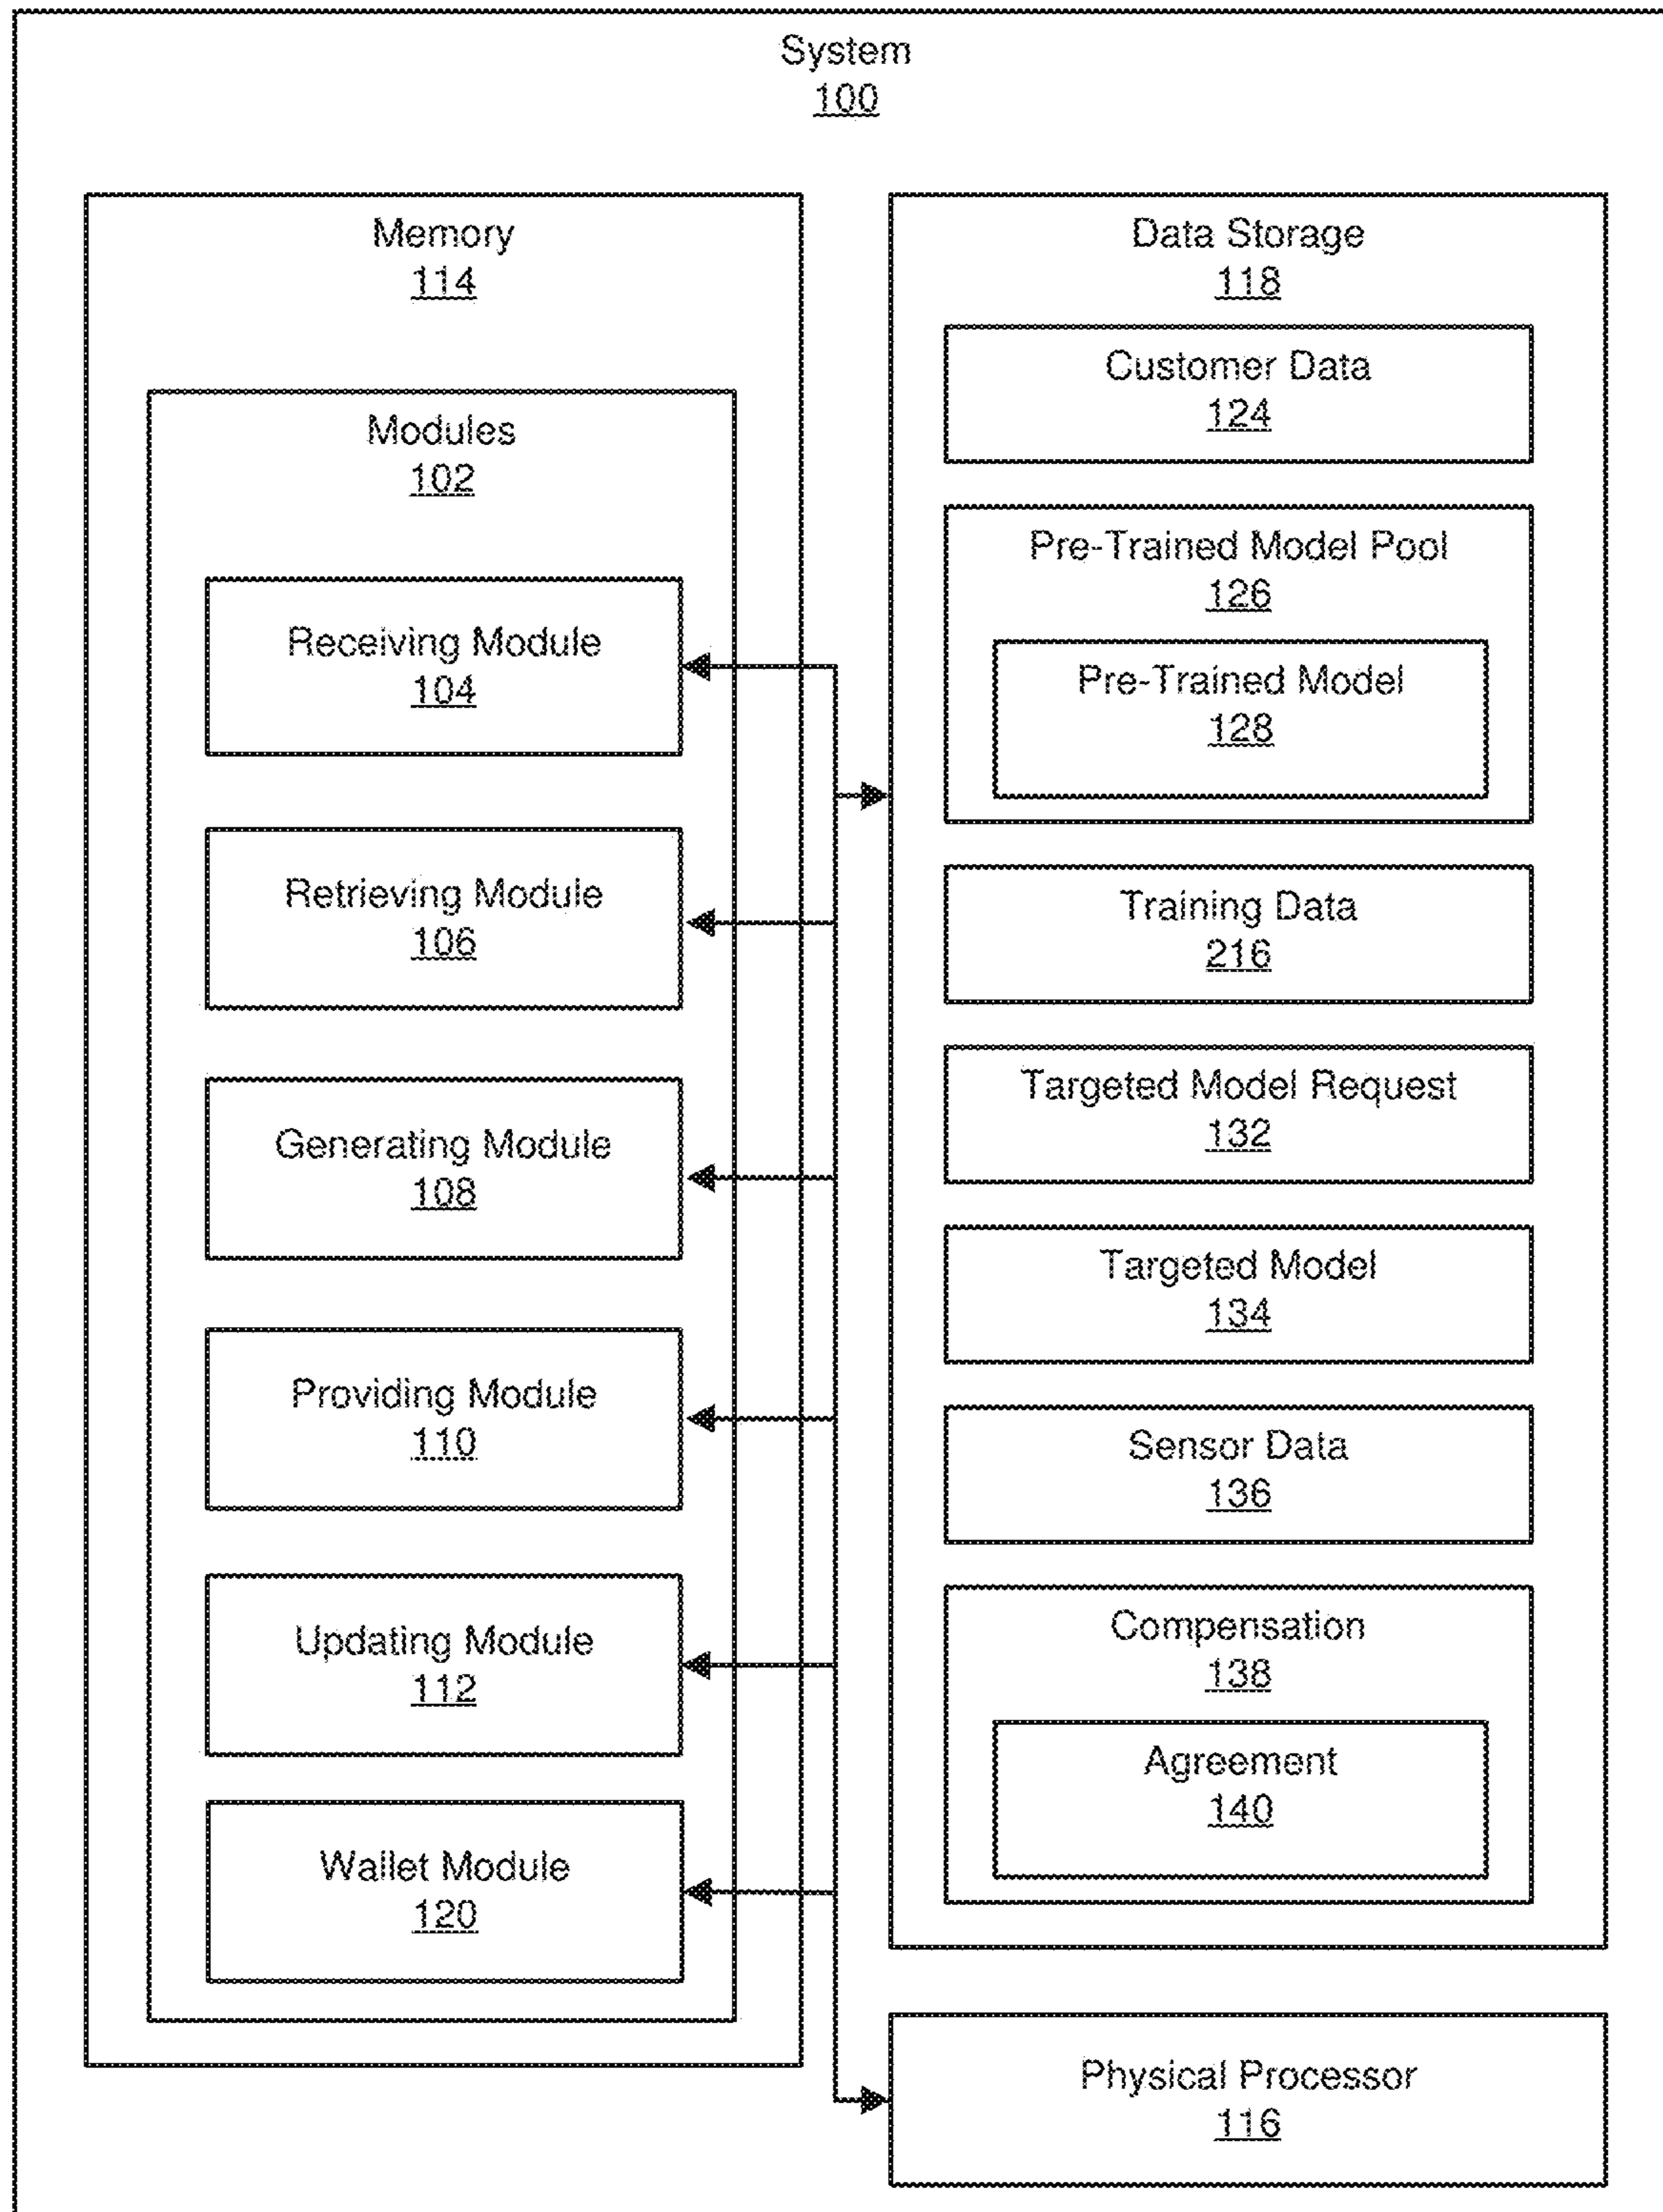 System
100
Memory
114
Modules
102
Receiving Module
104
Retrieving Module
106
Generating Module
108
Providing Module
110
Updating Module
112
Wallet Module
120
Data Storage
118
Customer Data
124
Pre-Trained Model Pool
126
Pre-Trained Model
128
Training Data
216
Targeted Model Request
132
Targeted Model
134
Sensor Data
136
Compensation
138
Agreement
140
Physical Processor
116